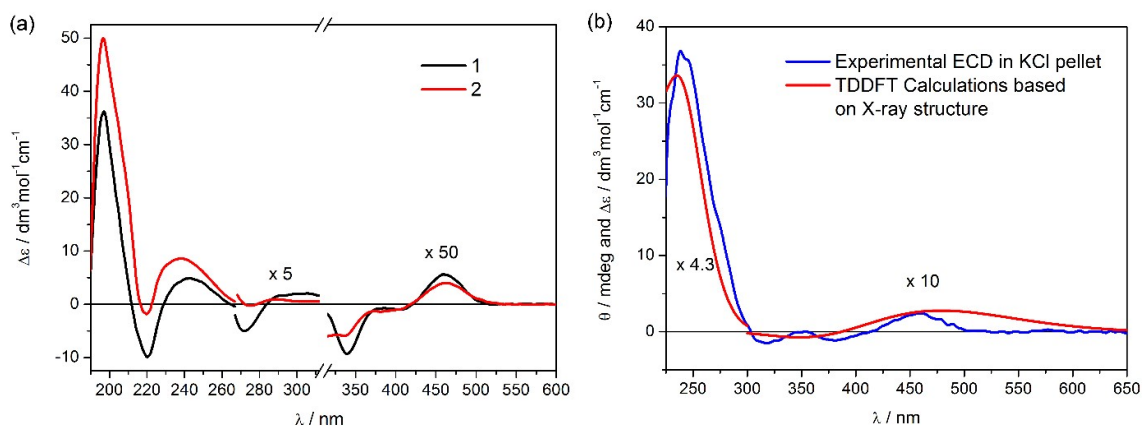 (a)
50
40
30
20
10
0
-10
Δε / dm³mol⁻¹cm⁻¹
1
2
x 5
x 50
200 220 240 260 280 300 340 400 450 500 550 600
λ / nm
(b)
40
30
20
10
0
θ / mdeg and Δε / dm³mol⁻¹cm⁻¹
Experimental ECD in KCl pellet
TDDFT Calculations based
on X-ray structure
x 4.3
x 10
250 300 350 400 450 500 550 600 650
λ / nm